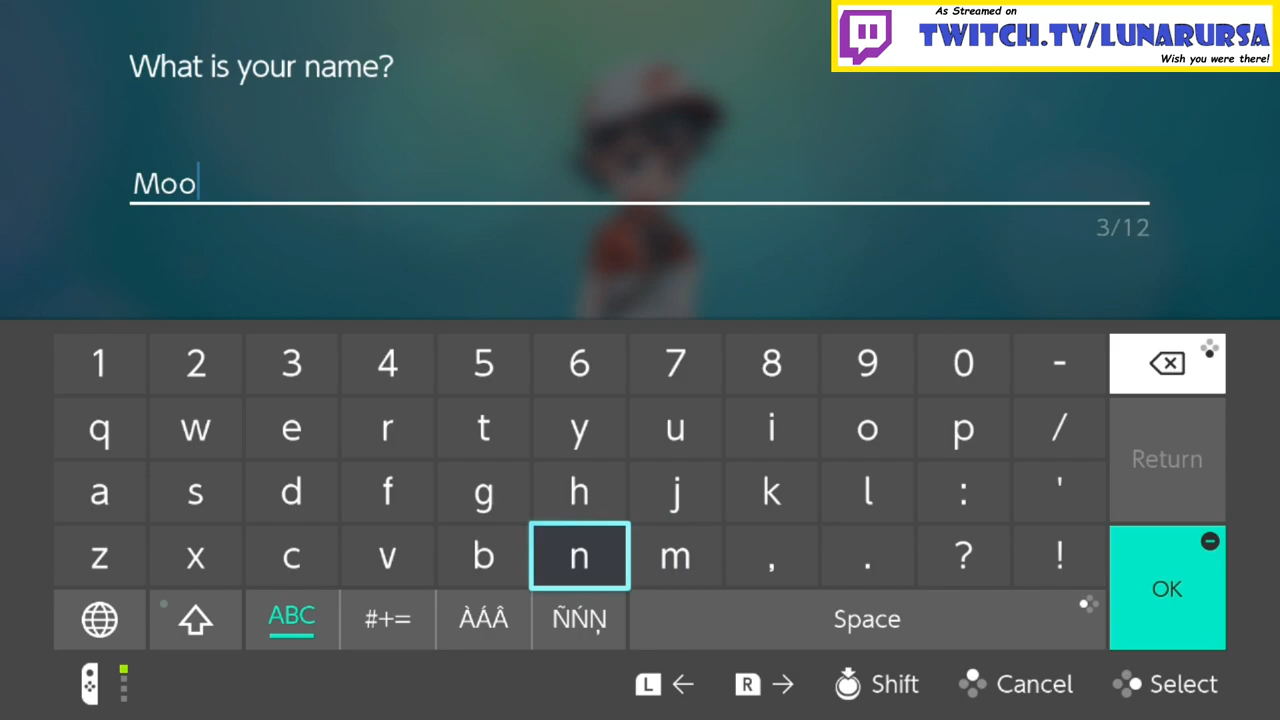 As Streamed on
TWITCH.TV/LUNARURSA
Wish you were there!
What is your name?
Moo
3/12
1 2 3 4 5 6 7 8 9 0 -
q w e r t y u i o p /
Return
a s d f g h j k l : '
z x c v b n m , . ? !
OK
ABC #+= ÀÁÂ ÑŃŅ Space
L ← R → Shift Cancel Select